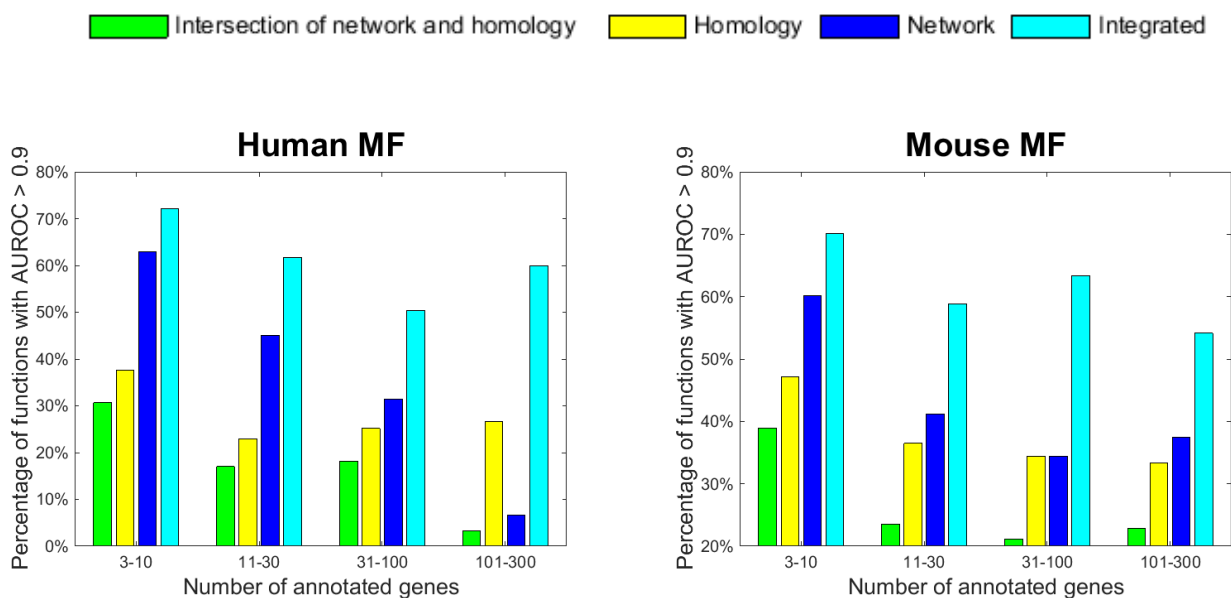 Intersection of network and homology Homology Network Integrated
Human MF
Percentage of functions with AUROC > 0.9
80%
70%
60%
50%
40%
30%
20%
10%
0%
3-10 11-30 31-100 101-300
Number of annotated genes
Mouse MF
Percentage of functions with AUROC > 0.9
80%
70%
60%
50%
40%
30%
20%
3-10 11-30 31-100 101-300
Number of annotated genes